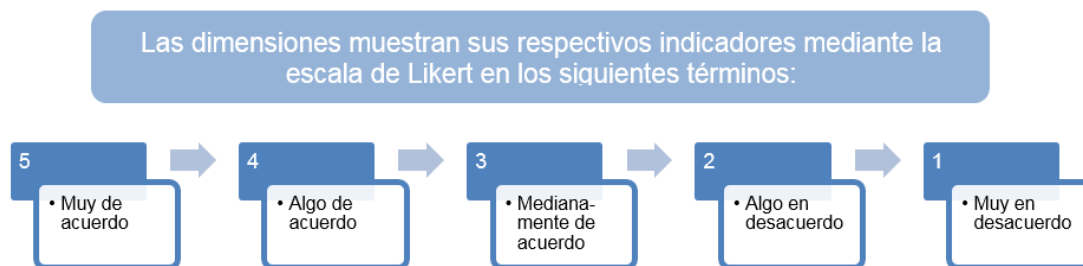 Las dimensiones muestran sus respectivos indicadores mediante la
escala de Likert en los siguientes términos:
5
• Muy de
acuerdo
4
• Algo de
acuerdo
3
• Mediana-
mente de
acuerdo
2
• Algo en
desacuerdo
1
• Muy en
desacuerdo